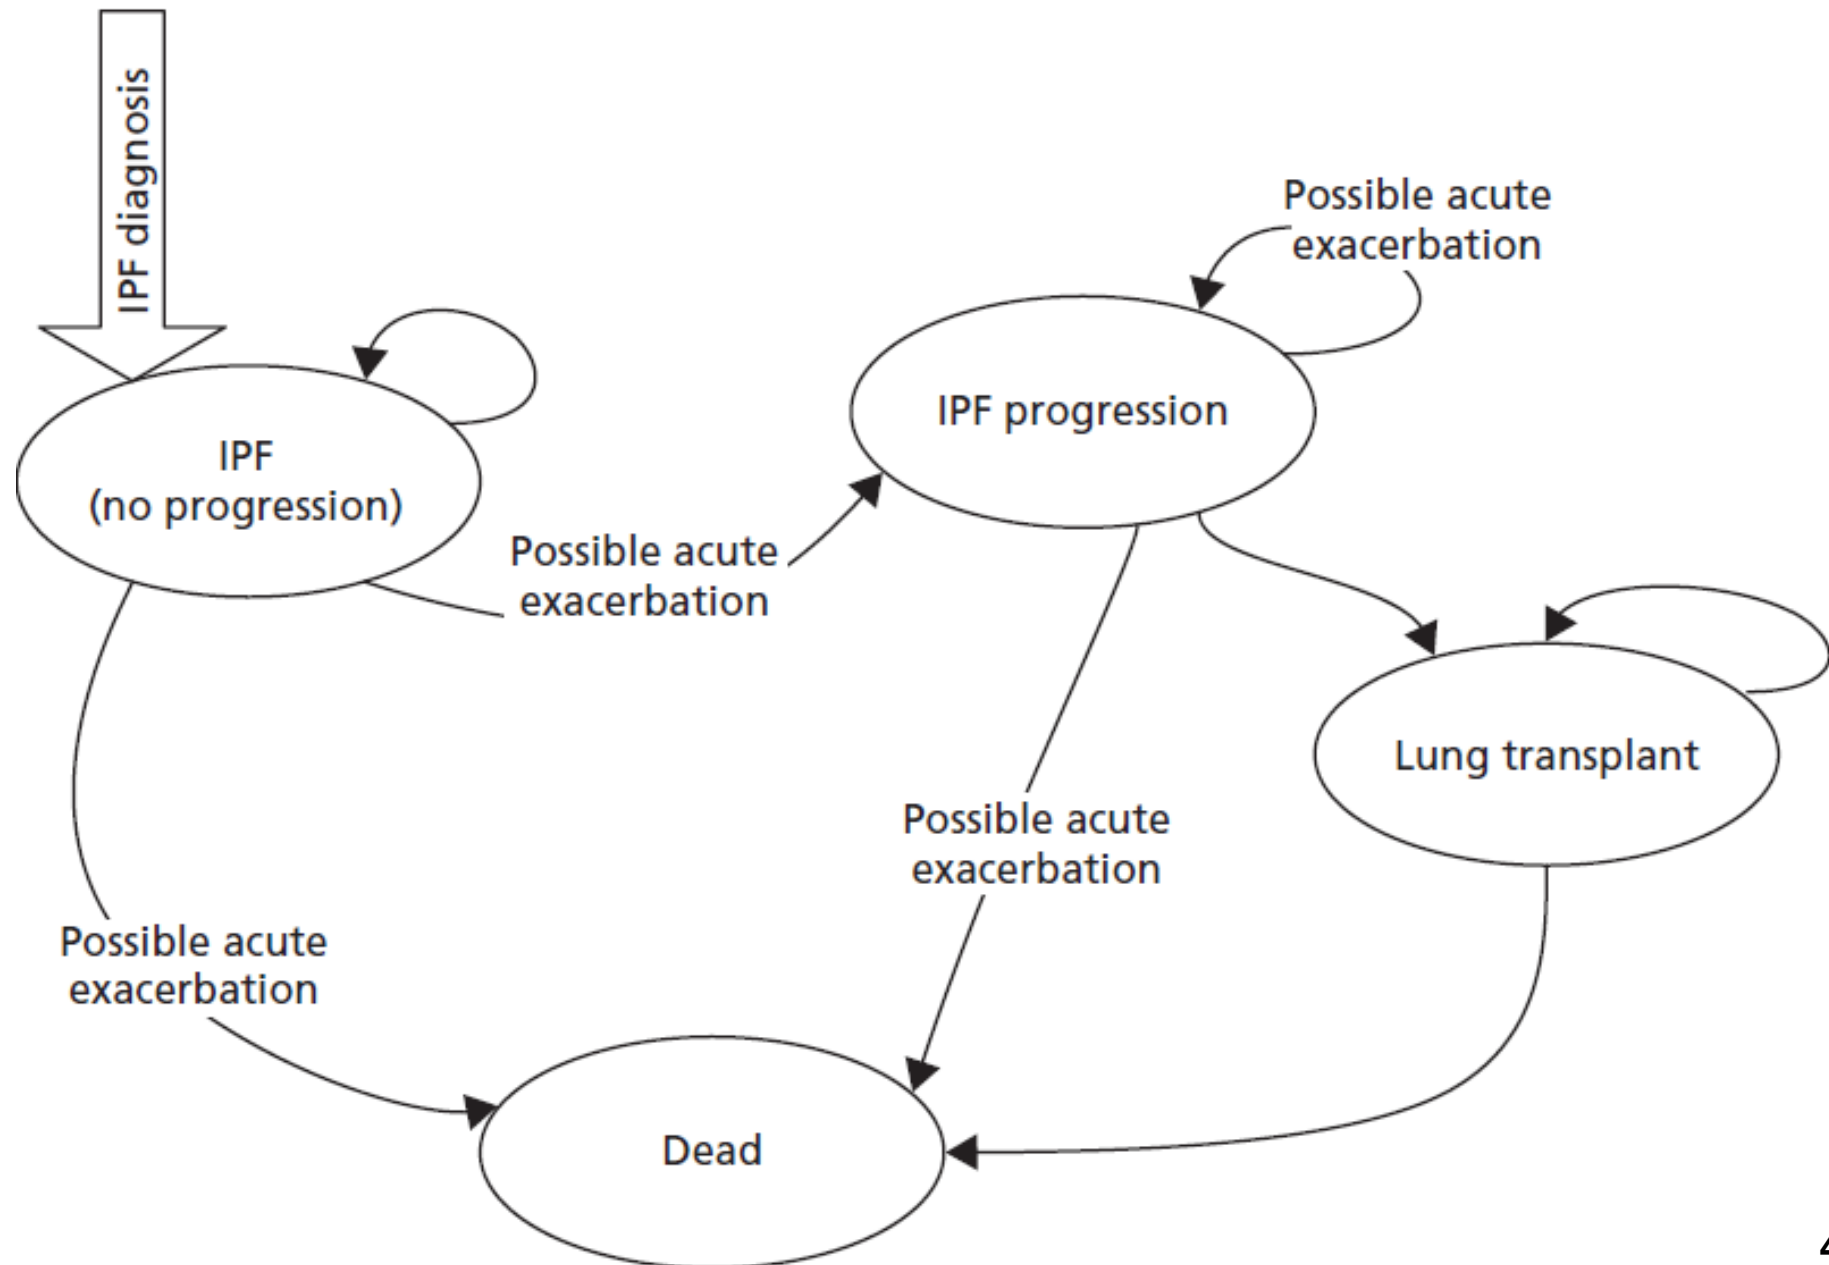 IPF diagnosis
Possible acute
exacerbation
IPF progression
IPF
(no progression)
Possible acute
exacerbation
Lung transplant
Possible acute
exacerbation
Possible acute
exacerbation
Dead